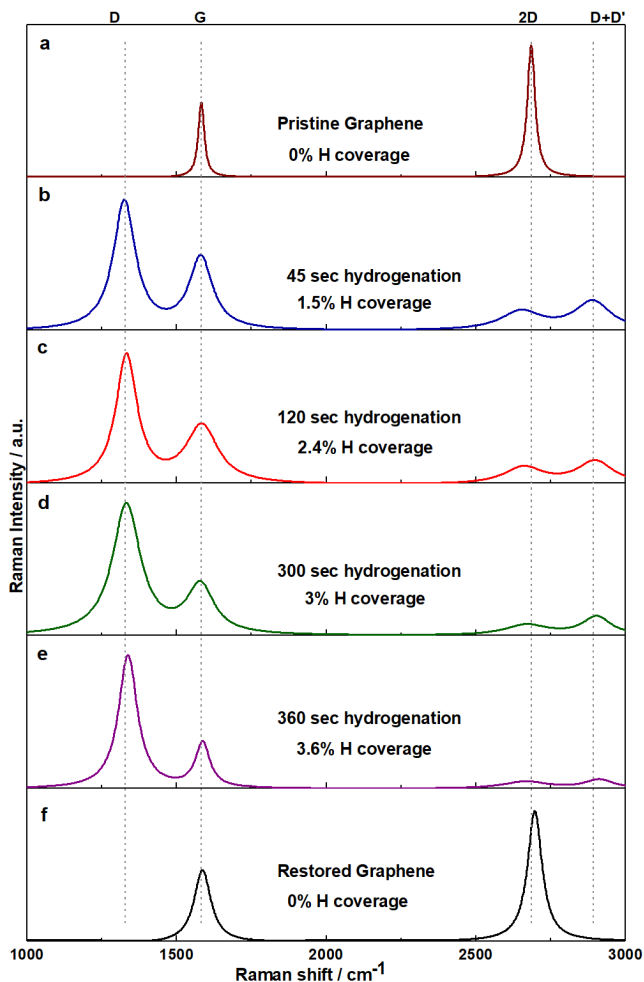 D G 2D D+D'
a
Pristine Graphene
0% H coverage
b
45 sec hydrogenation
1.5% H coverage
c
120 sec hydrogenation
2.4% H coverage
d
300 sec hydrogenation
3% H coverage
e
360 sec hydrogenation
3.6% H coverage
f
Restored Graphene
0% H coverage
Raman Intensity / a.u.
1000 1500 2000 2500 3000
Raman shift / cm-1